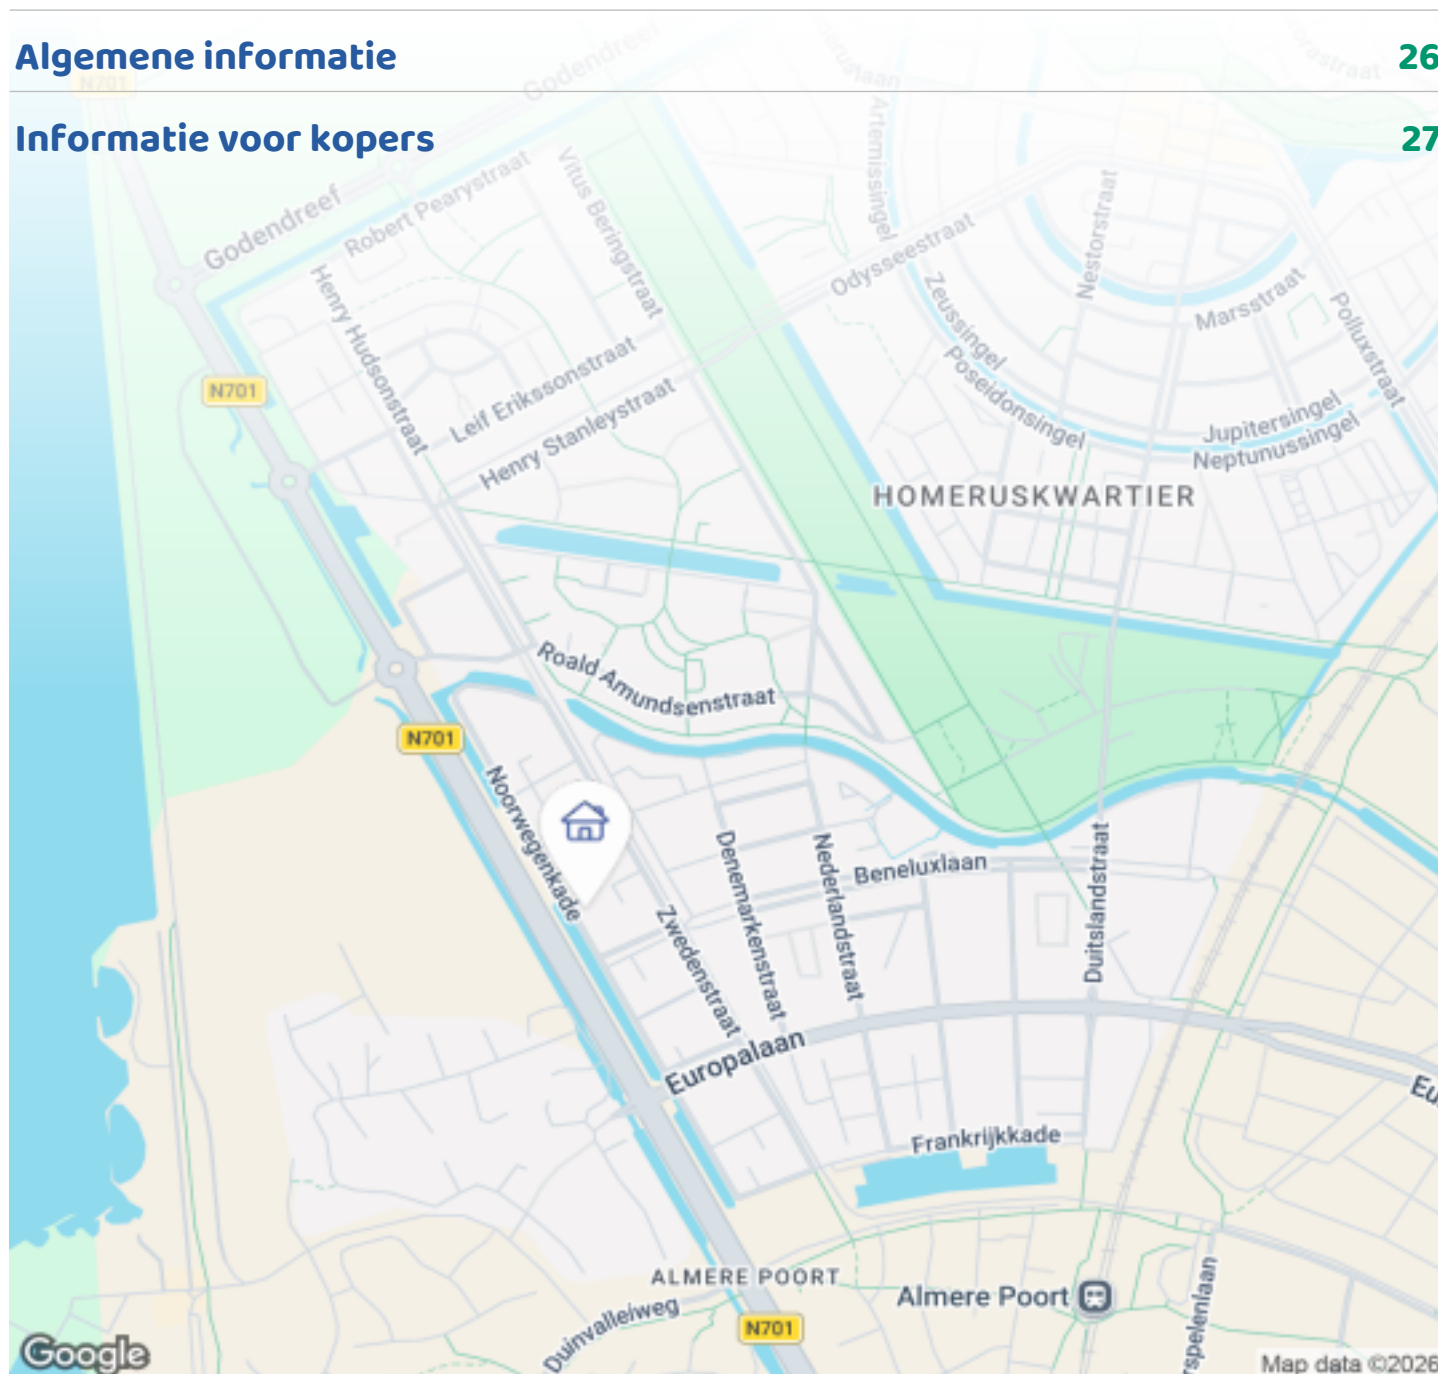 Algemene informatie 26
Informatie voor kopers 27
N701
Godendreef
Godendreef
Robert Pearystraat
Vitus Beringstraat
Artemissingel
Odysseestraat
Nestorstraat
Marsstraat
Polluxstraat
Zeussingel
Poseidonsingel
Jupitersingel
Neptunussingel
Henry Hudsonstraat
Leif Erikssonstraat
Henry Stanleystraat
N701
HOMERUSKWARTIER
Roald Amundsenstraat
N701
Noorwegenkade
Denemarkenstraat
Nederlandstraat
Beneluxlaan
Duitslandstraat
Zwedenstraat
Europalaan
Eu
Frankrijkkade
ALMERE POORT
Almere Poort
Duinvalleiweg
N701
rspelenlaan
Google
Map data ©2026